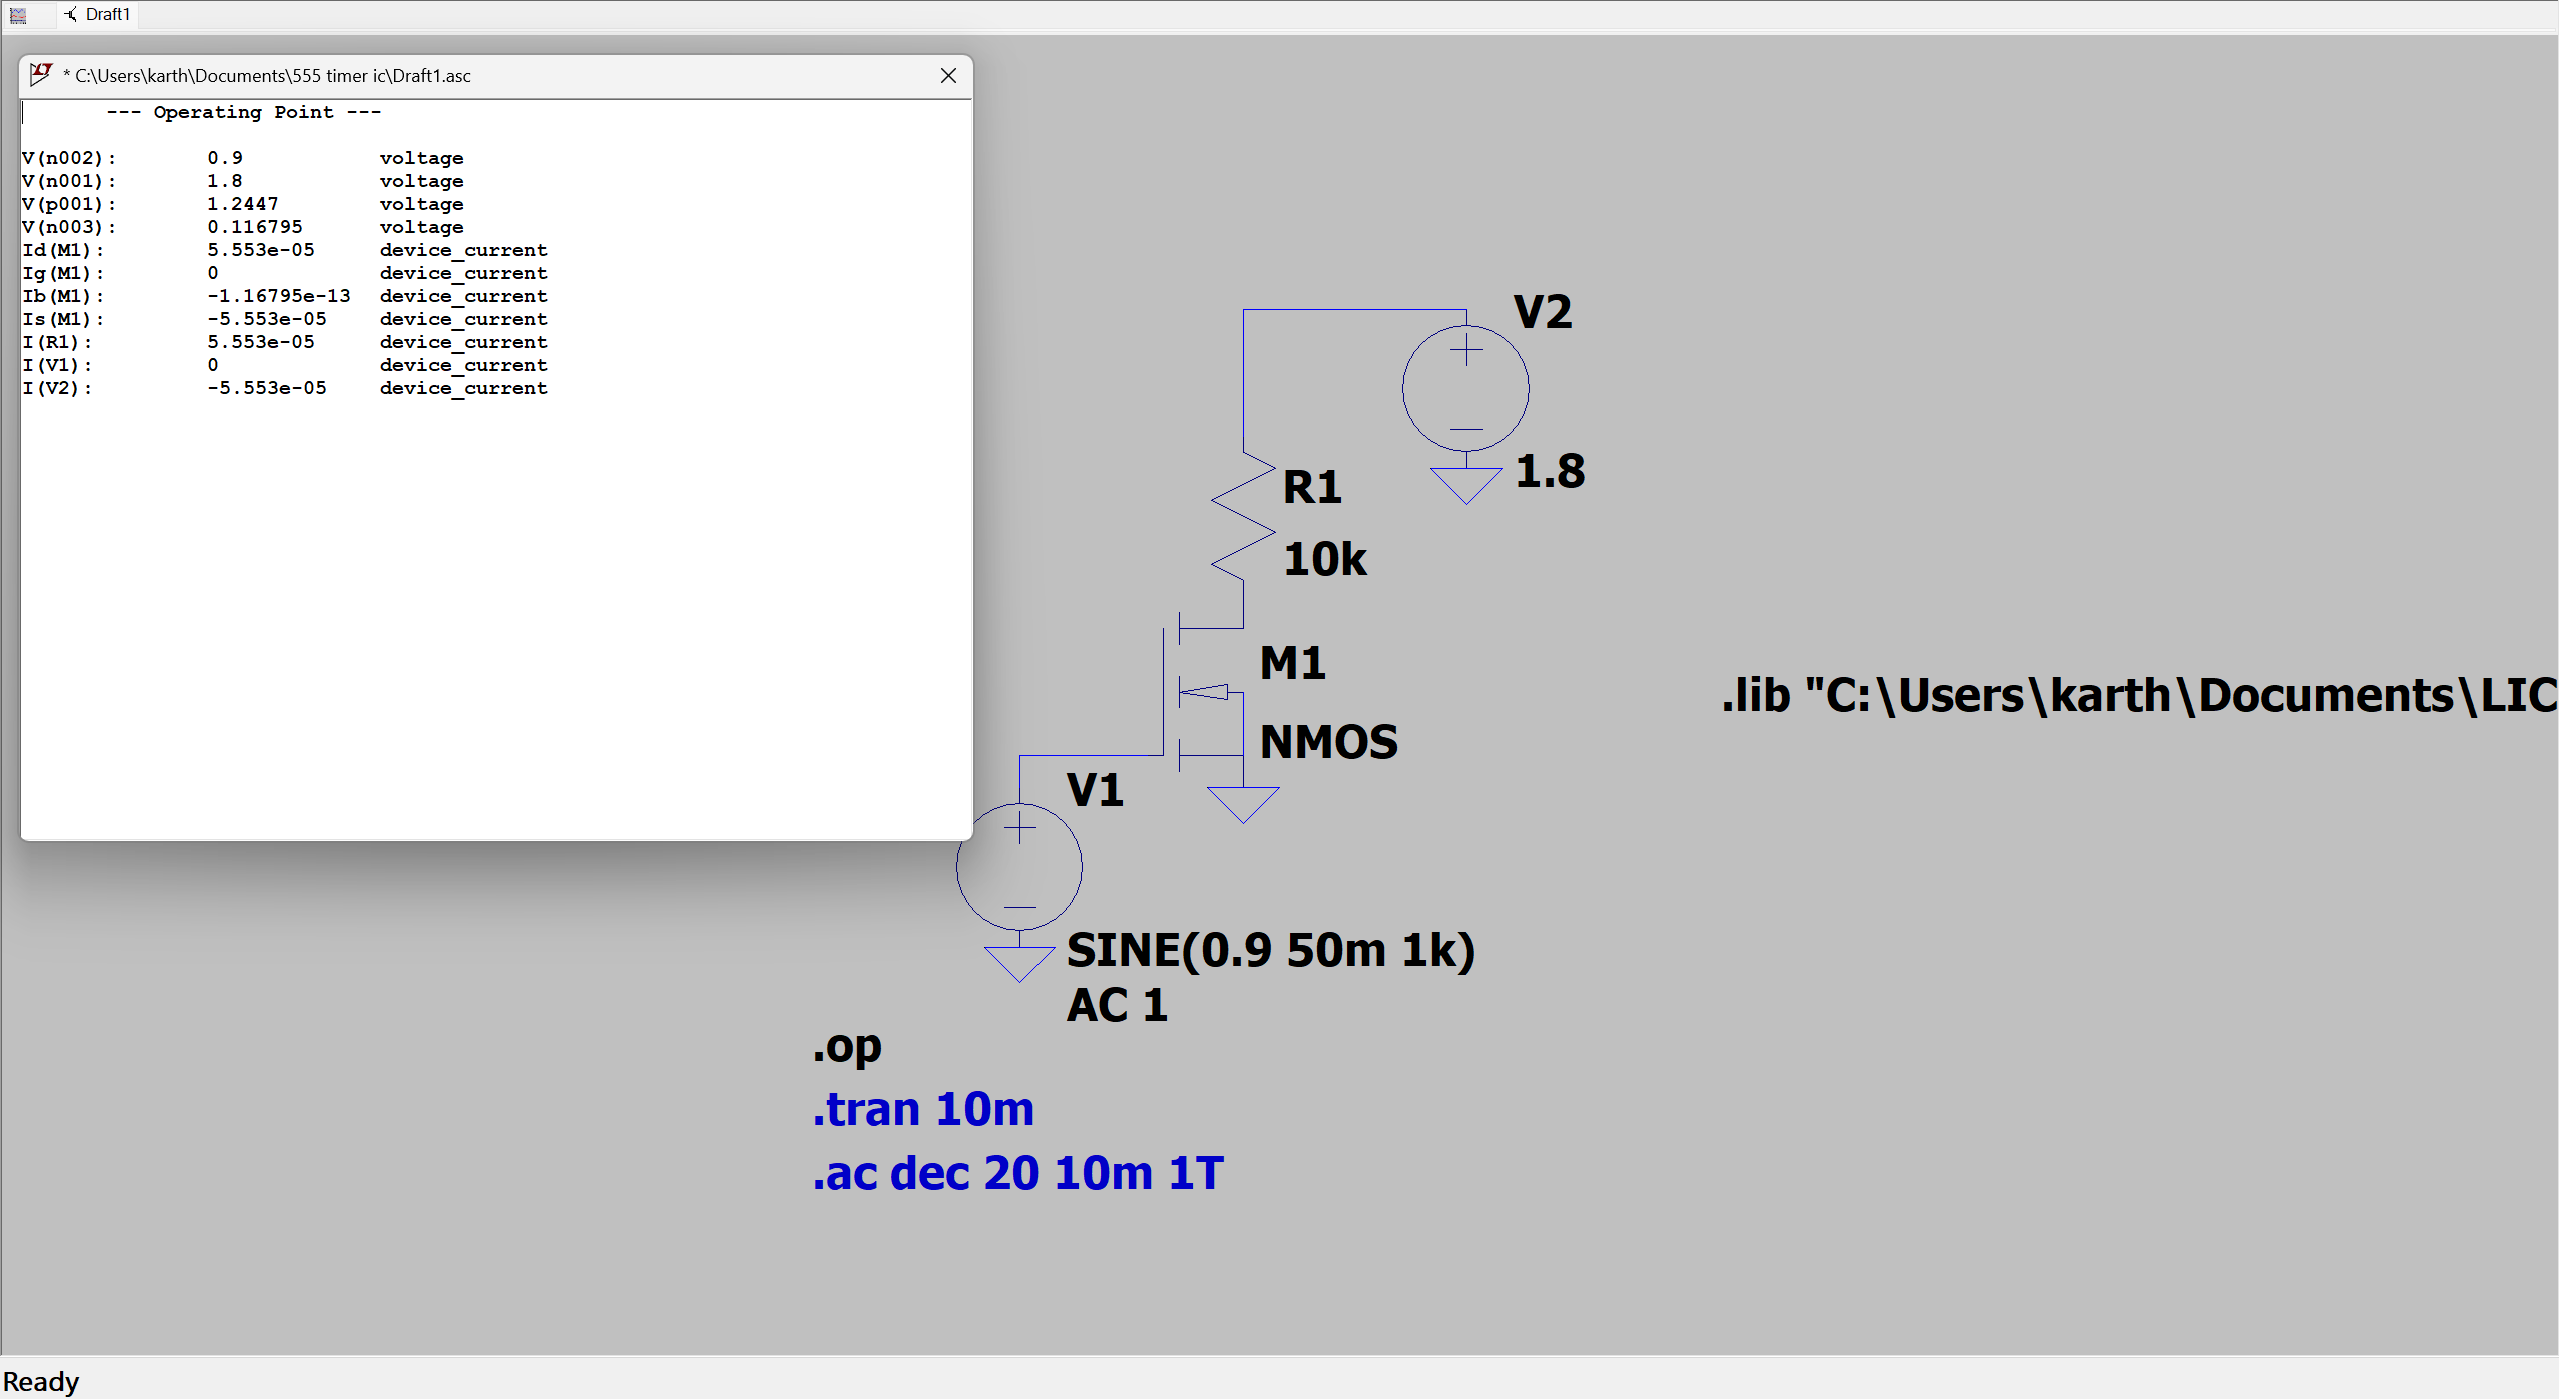 Draft1
* C:\Users\karth\Documents\555 timer ic\Draft1.asc
--- Operating Point ---
V(n002): 0.9 voltage
V(n001): 1.8 voltage
V(p001): 1.2447 voltage
V(n003): 0.116795 voltage
Id(M1): 5.553e-05 device_current
Ig(M1): 0 device_current
Ib(M1): -1.16795e-13 device_current
Is(M1): -5.553e-05 device_current
I(R1): 5.553e-05 device_current
I(V1): 0 device_current
I(V2): -5.553e-05 device_current
V2
1.8
R1
10k
M1
NMOS
.lib "C:\Users\karth\Documents\LIC
V1
SINE(0.9 50m 1k)
AC 1
.op
.tran 10m
.ac dec 20 10m 1T
Ready